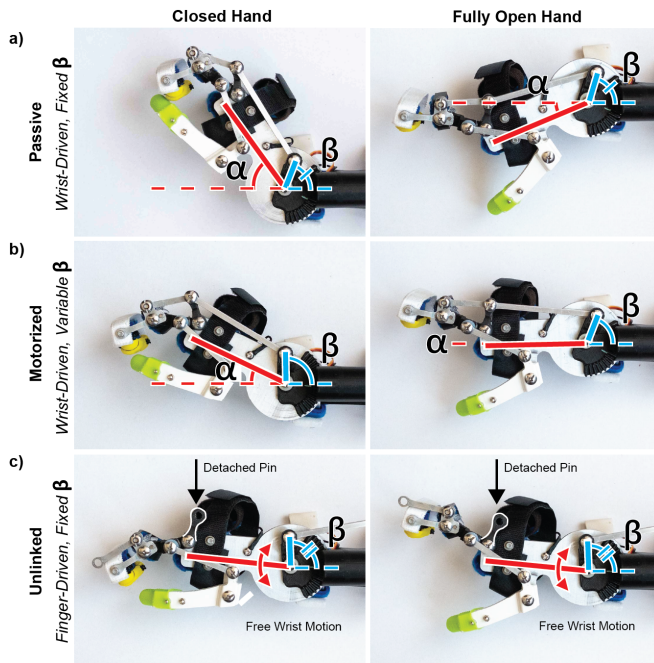 Closed Hand
Fully Open Hand
a)
Passive
Wrist-Driven, Fixed β
α
β
α
β
b)
Motorized
Wrist-Driven, Variable β
α
β
α
β
c)
Unlinked
Finger-Driven, Fixed β
Detached Pin
β
Free Wrist Motion
Detached Pin
β
Free Wrist Motion